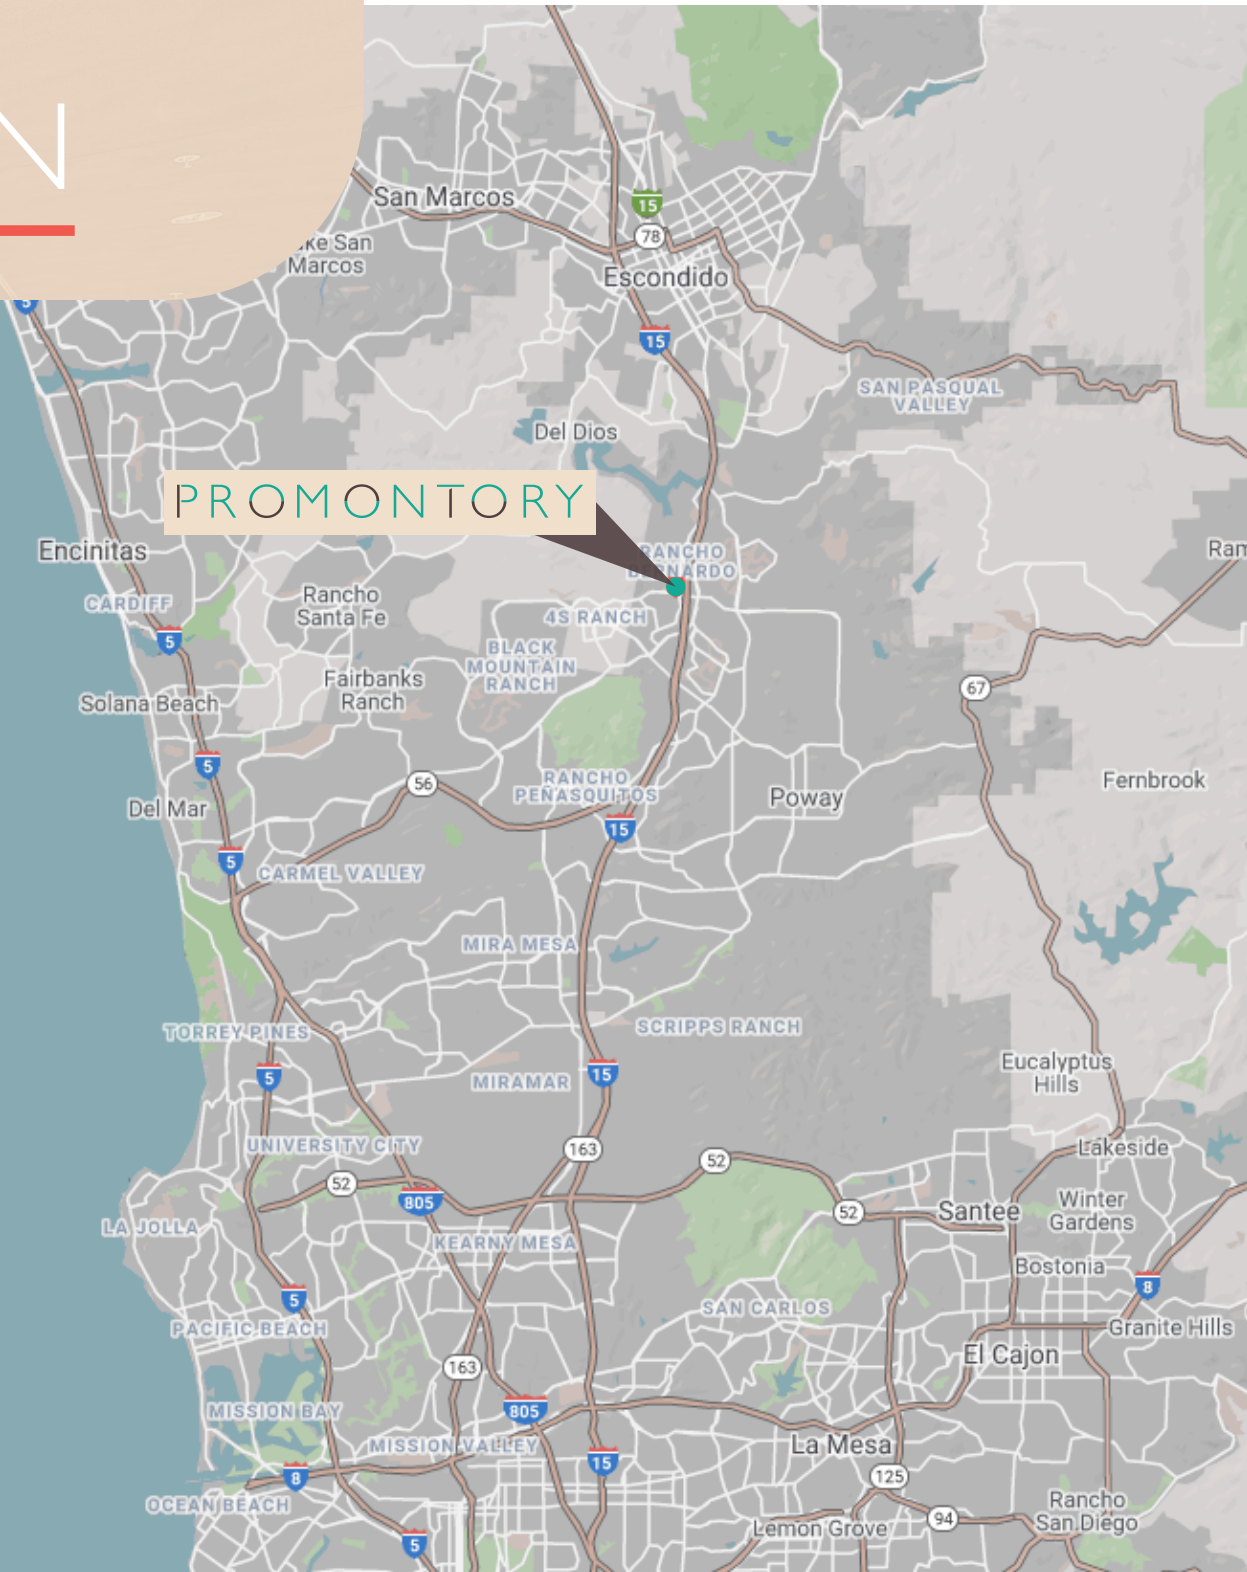 N
San Marcos
15
78
ke San
Marcos
Escondido
5
15
SAN PASQUAL
VALLEY
Del Dios
PROMONTORY
Encinitas
RANCHO
BERNARDO
Ram
CARDIFF
Rancho
Santa Fe
4S RANCH
5
BLACK
MOUNTAIN
RANCH
Fairbanks
Ranch
67
Solana Beach
5
56
RANCHO
PEÑASQUITOS
Poway
Fernbrook
Del Mar
15
5
CARMEL VALLEY
MIRA MESA
TORREY PINES
SCRIPPS RANCH
5
MIRAMAR
15
Eucalyptus
Hills
UNIVERSITY CITY
163
52
Lakeside
52
805
52
Santee
Winter
Gardens
LA JOLLA
KEARNY MESA
Bostonia
8
5
SAN CARLOS
PACIFIC BEACH
Granite Hills
163
El Cajon
MISSION BAY
805
MISSION VALLEY
La Mesa
15
8
125
OCEAN BEACH
Rancho
San Diego
94
Lemon Grove
5